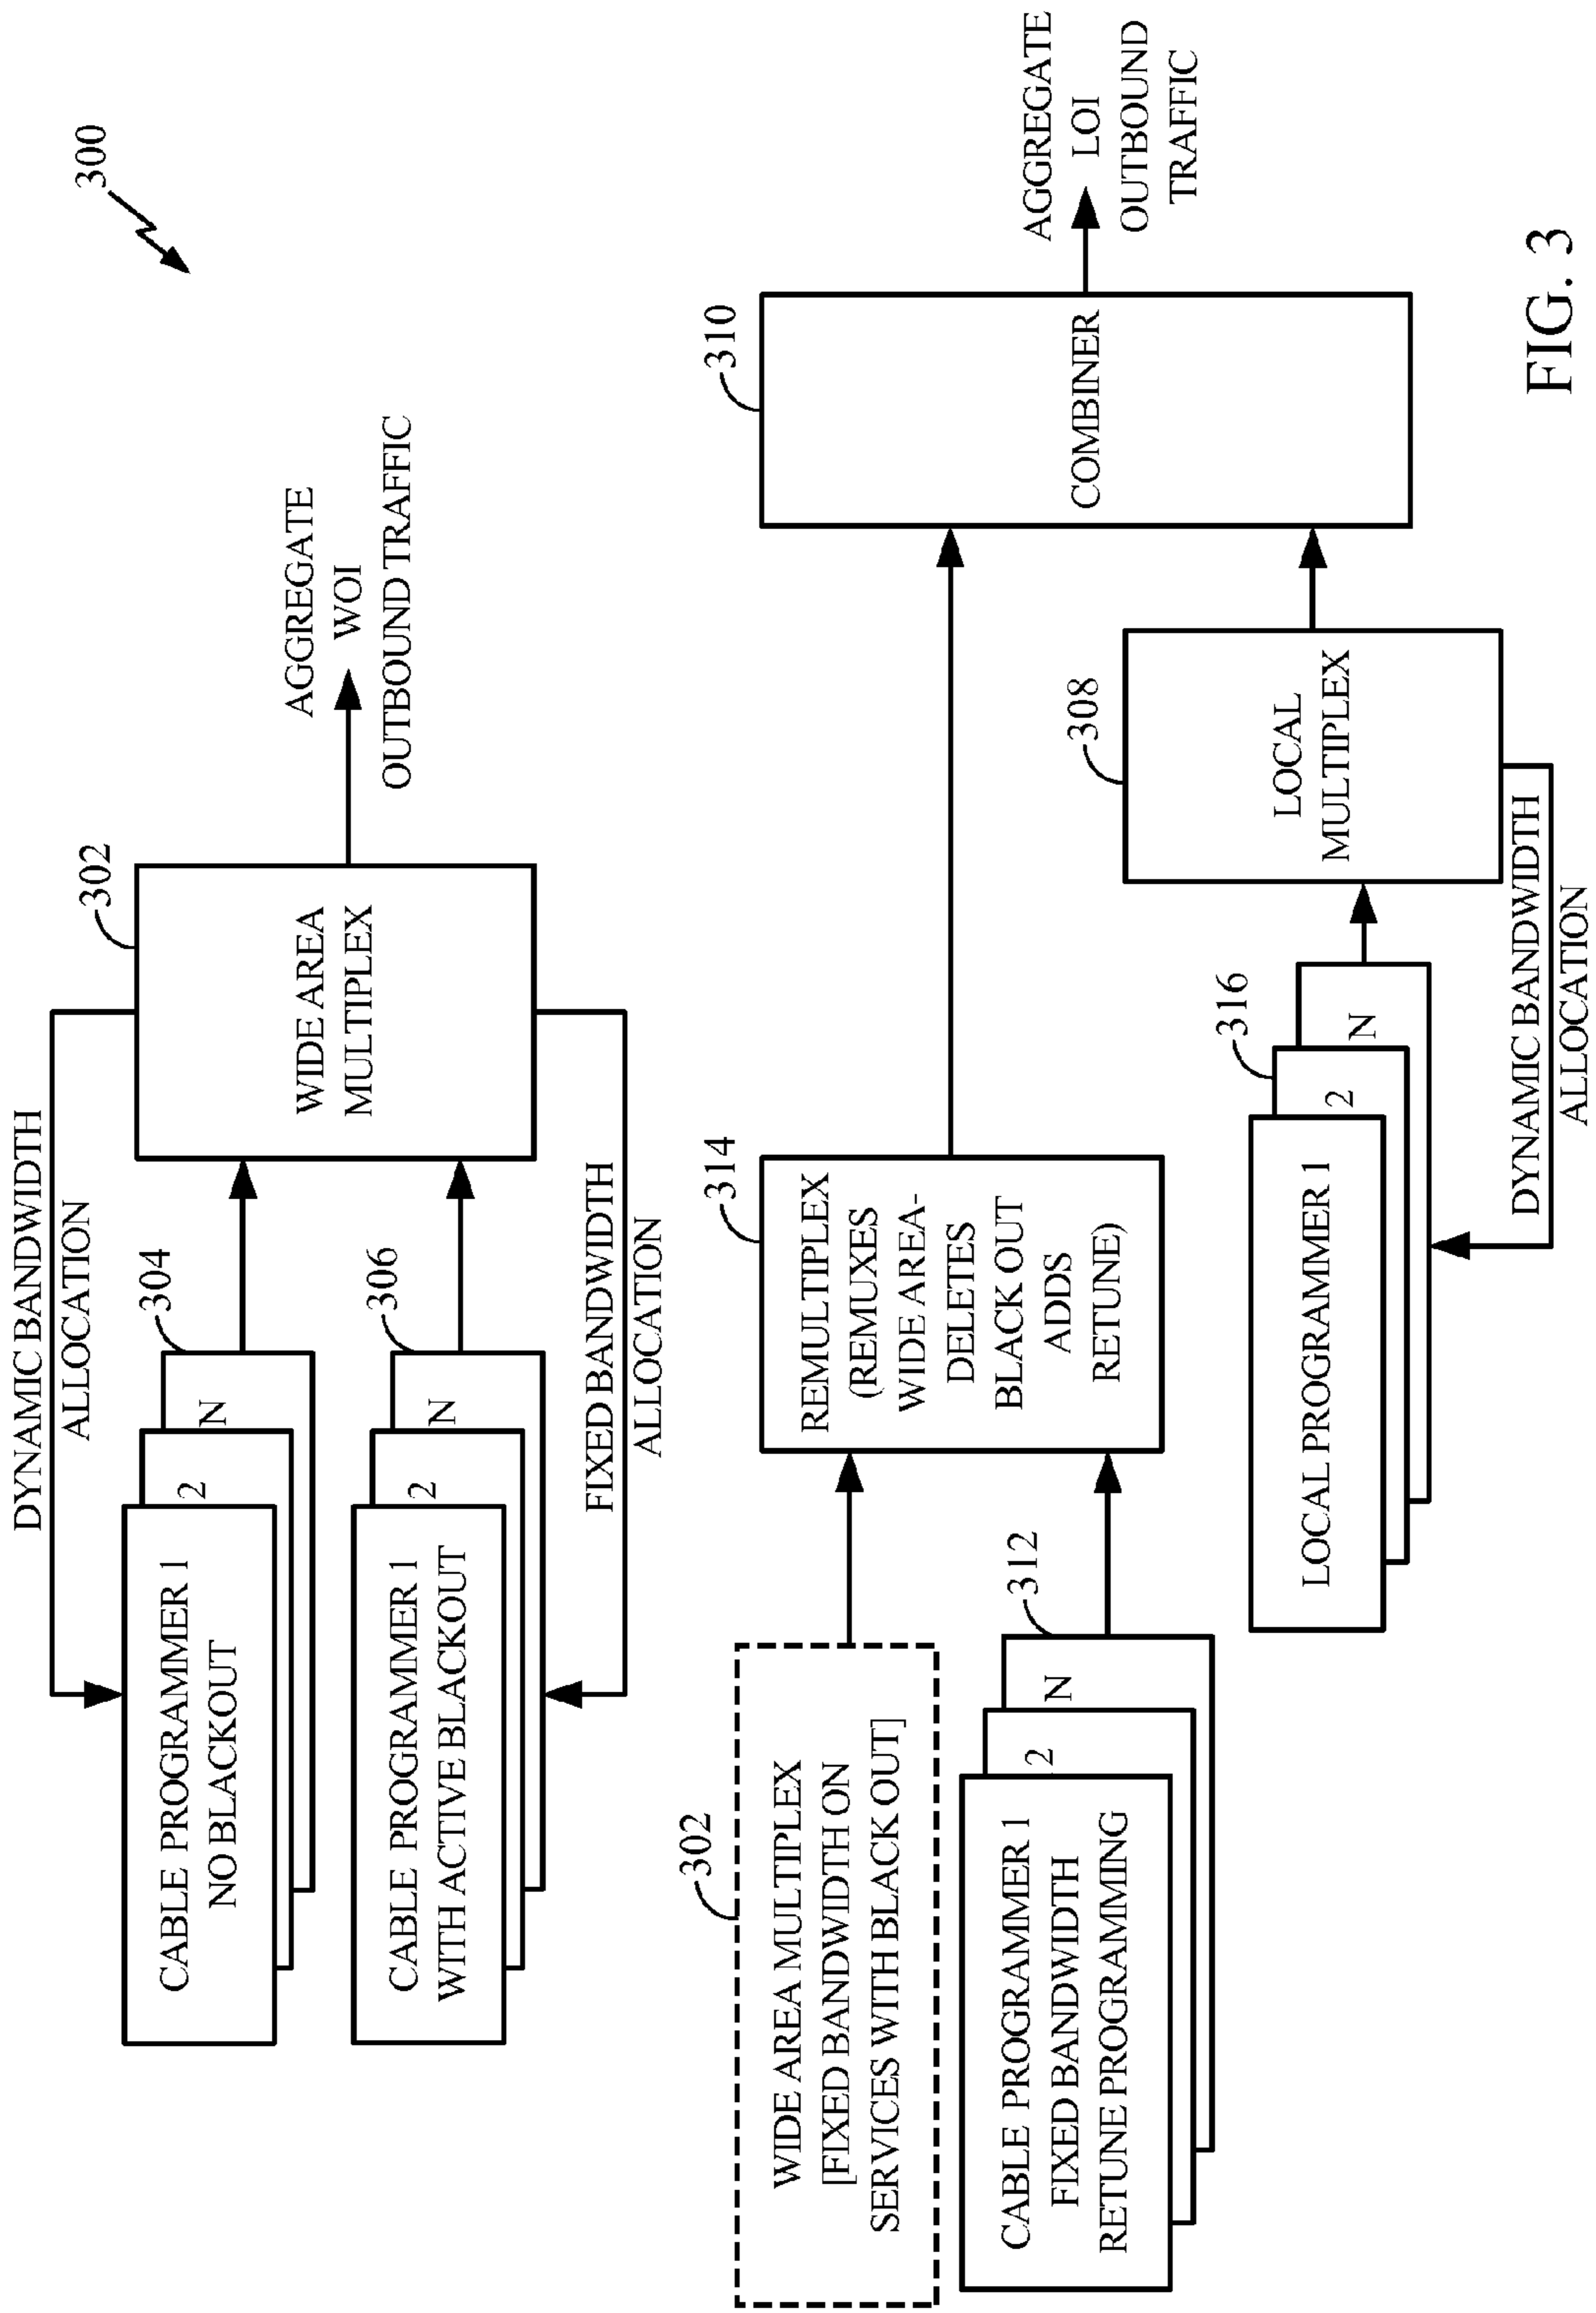 300
DYNAMIC BANDWIDTH
ALLOCATION
304
CABLE PROGRAMMER 1
NO BLACKOUT
2
N
306
CABLE PROGRAMMER 1
WITH ACTIVE BLACKOUT
2
N
FIXED BANDWIDTH
ALLOCATION
302
WIDE AREA
MULTIPLEX
AGGREGATE
WOI
OUTBOUND TRAFFIC
302
WIDE AREA MULTIPLEX
[FIXED BANDWIDTH ON
SERVICES WITH BLACK OUT]
312
CABLE PROGRAMMER 1
FIXED BANDWIDTH
RETUNE PROGRAMMING
2
N
314
REMULTIPLEX
(REMUXES
WIDE AREA-
DELETES
BLACK OUT
ADDS
RETUNE)
316
LOCAL PROGRAMMER 1
2
N
308
LOCAL
MULTIPLEX
DYNAMIC BANDWIDTH
ALLOCATION
310
COMBINER
AGGREGATE
LOI
OUTBOUND
TRAFFIC
FIG. 3